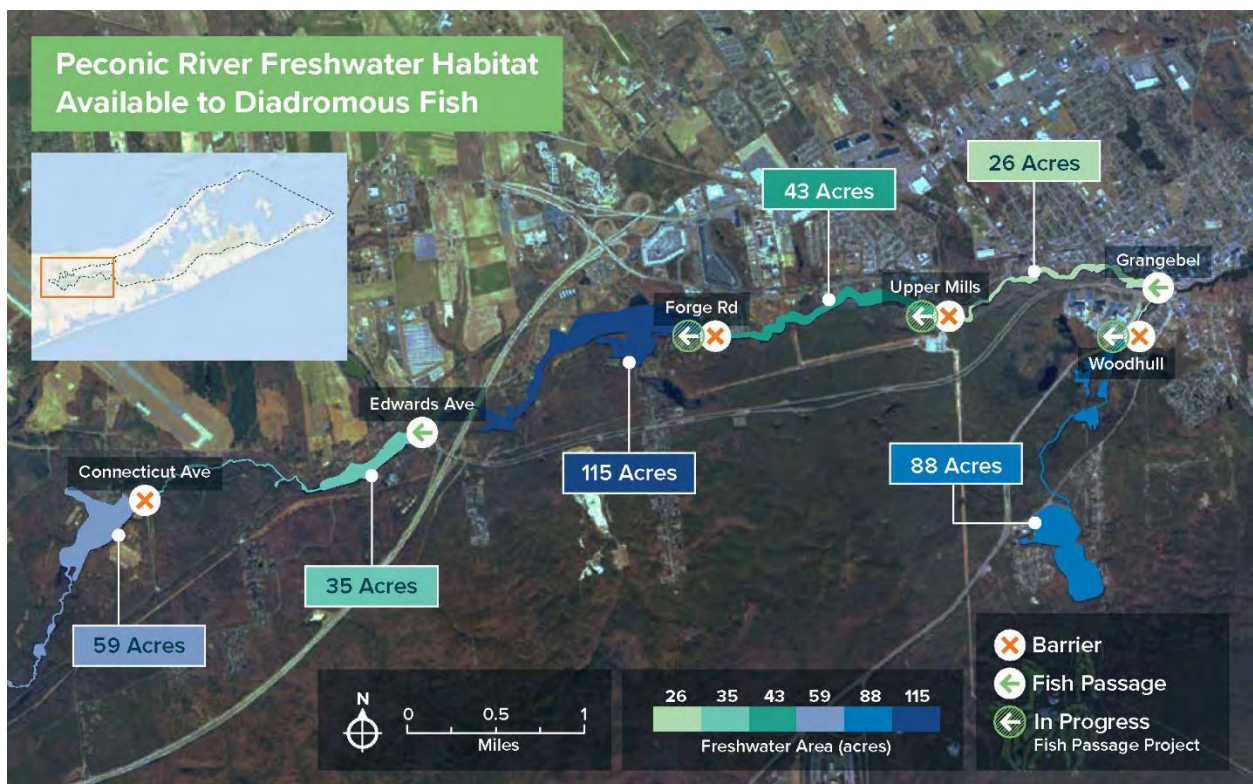 Peconic River Freshwater Habitat
Available to Diadromous Fish
26 Acres
43 Acres
Grangebel
Upper Mills
Forge Rd
Woodhull
Edwards Ave
115 Acres
88 Acres
Connecticut Ave
35 Acres
59 Acres
N
0 0.5 1
Miles
26 35 43 59 88 115
Freshwater Area (acres)
Barrier
Fish Passage
In Progress
Fish Passage Project